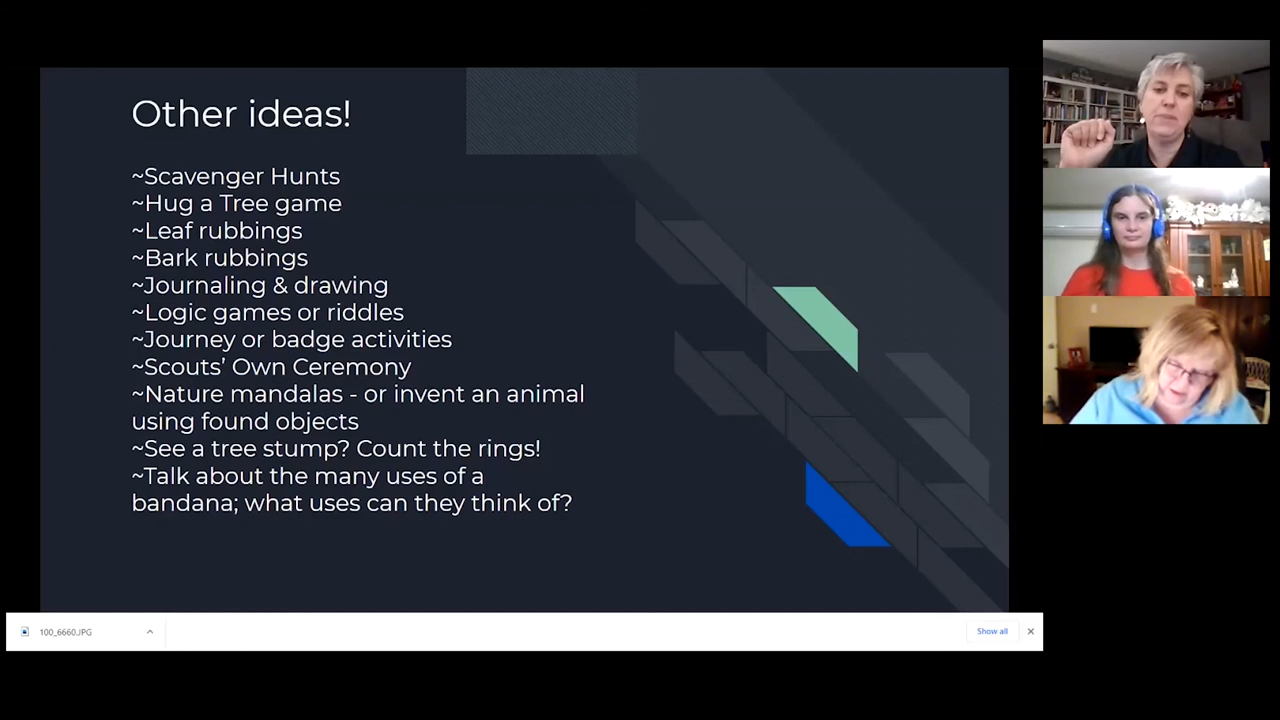 Other ideas!
~Scavenger Hunts
~Hug a Tree game
~Leaf rubbings
~Bark rubbings
~Journaling & drawing
~Logic games or riddles
~Journey or badge activities
~Scouts’ Own Ceremony
~Nature mandalas - or invent an animal
using found objects
~See a tree stump? Count the rings!
~Talk about the many uses of a
bandana; what uses can they think of?
100_6660.JPG
Show all